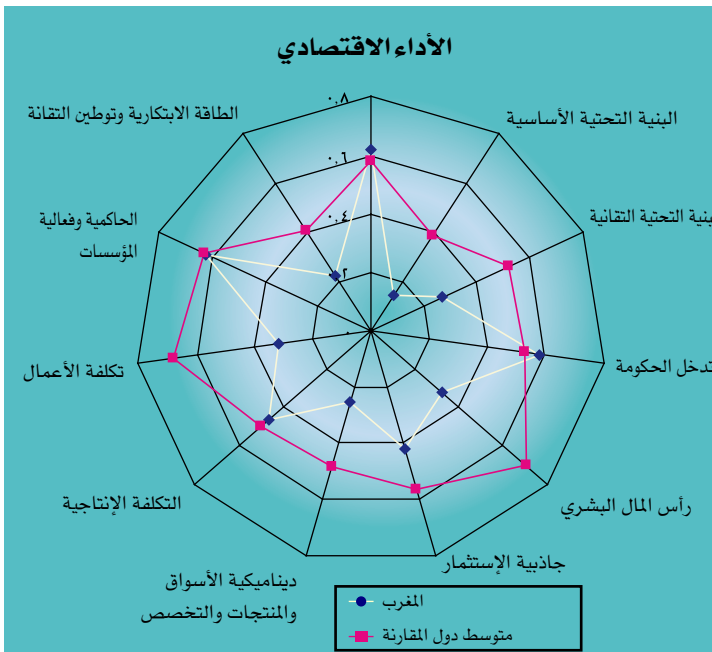 الأداء الاقتصادي
٠,٨
٠,٦
٠,٤
٠,٢
٠,
البنية التحتية الأساسية
بنية التحتية التقانية
تدخل الحكومة
رأس المال البشري
جاذبية الإستثمار
ديناميكية الأسواق
والمنتجات والتخصص
التكلفة الإنتاجية
تكلفة الأعمال
الحاكمية وفعالية
المؤسسات
الطاقة الابتكارية وتوطين التقانة
المغرب
متوسط دول المقارنة